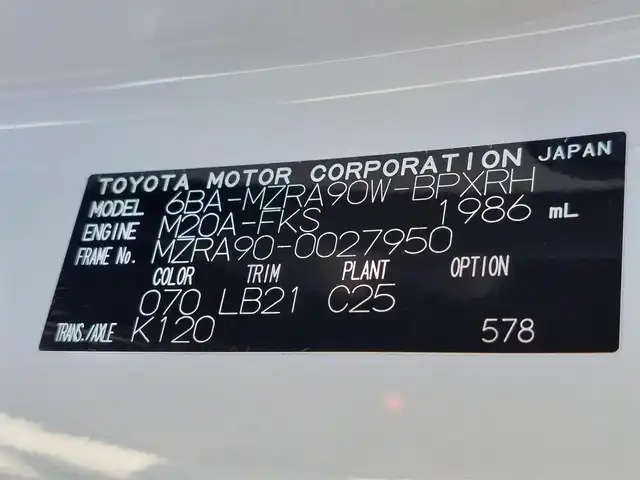 TOYOTA MOTOR CORPORATION JAPAN
MODEL 6BA-MZRA90W-BPXRH
ENGINE M20A-FKS 1986 mL
FRAME No. MZRA90-0027950
COLOR TRIM PLANT OPTION
070 LB21 C25
TRANS./AXLE K120 578